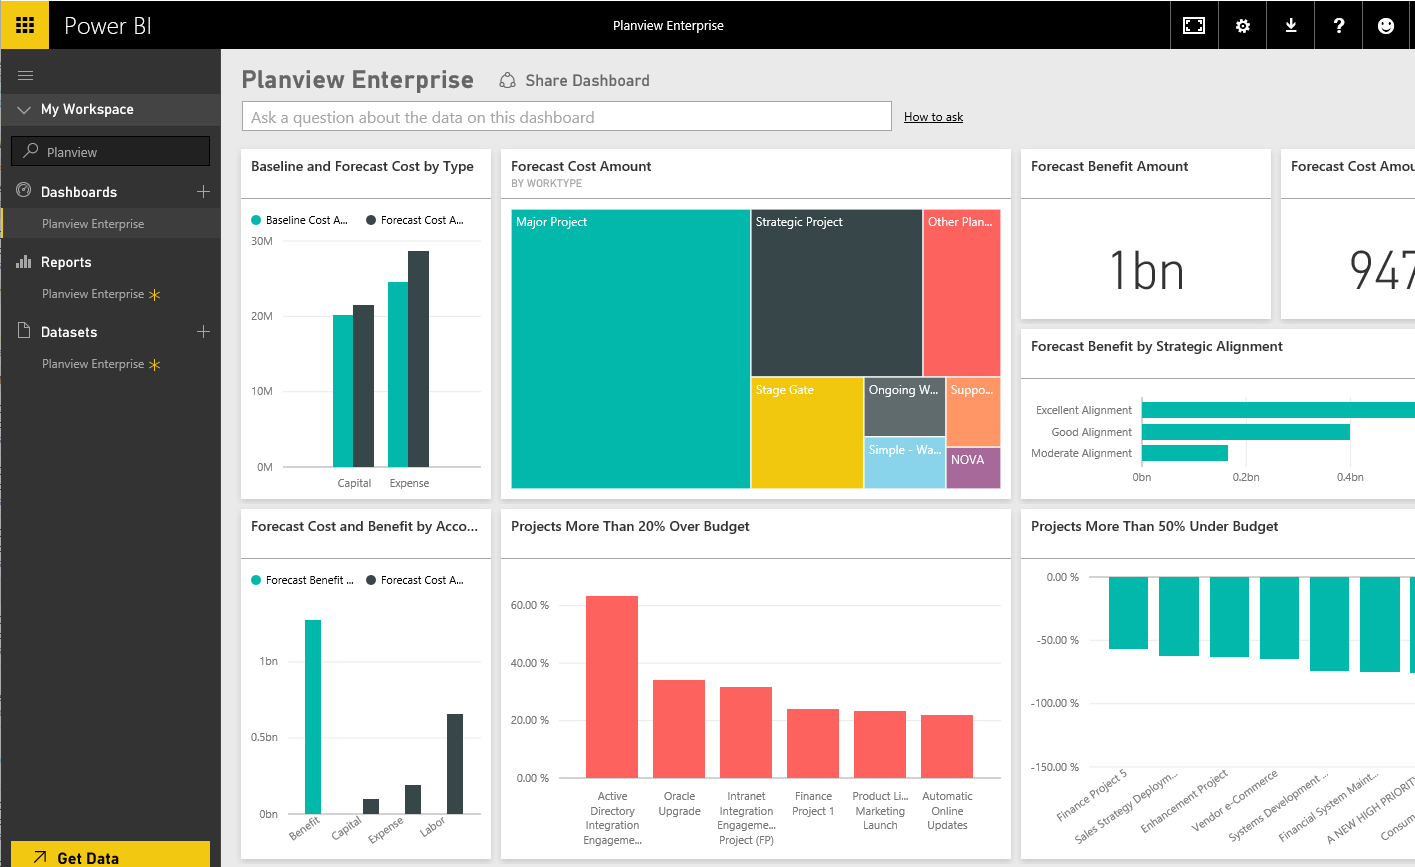 Power BI
Planview Enterprise
?
My Workspace
Planview
Dashboards
Planview Enterprise
Reports
Planview Enterprise
Datasets
Planview Enterprise
Get Data
Planview Enterprise
Share Dashboard
Ask a question about the data on this dashboard
How to ask
Baseline and Forecast Cost by Type
Baseline Cost A...
Forecast Cost A...
30M
20M
10M
0M
Capital
Expense
Forecast Cost Amount
BY WORKTYPE
Major Project
Strategic Project
Other Plan...
Stage Gate
Ongoing W...
Suppo...
Simple - Wa...
NOVA
Forecast Benefit Amount
1bn
Forecast Cost Amou
947
Forecast Benefit by Strategic Alignment
Excellent Alignment
Good Alignment
Moderate Alignment
0bn
0.2bn
0.4bn
Forecast Cost and Benefit by Acco...
Forecast Benefit ...
Forecast Cost A...
1bn
0.5bn
0bn
Benefit
Capital
Expense
Labor
Projects More Than 20% Over Budget
60.00 %
40.00 %
20.00 %
0.00 %
Active
Directory
Integration
Engageme...
Oracle
Upgrade
Intranet
Integration
Engageme...
Project (FP)
Finance
Project 1
Product Li...
Marketing
Launch
Automatic
Online
Updates
Projects More Than 50% Under Budget
0.00 %
-50.00 %
-100.00 %
-150.00 %
Finance Project 5
Sales Strategy Deploym...
Enhancement Project
Vendor e-Commerce
Systems Development ...
Financial System Maint...
A NEW HIGH PRIORIT
Consum